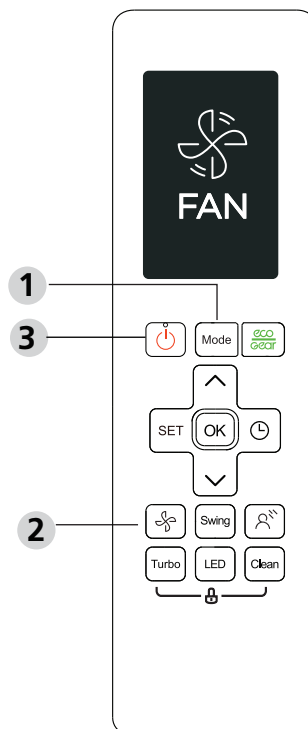 FAN
1
3
Mode
eco
Gear
SET
OK
2
Swing
Turbo
LED
Clean